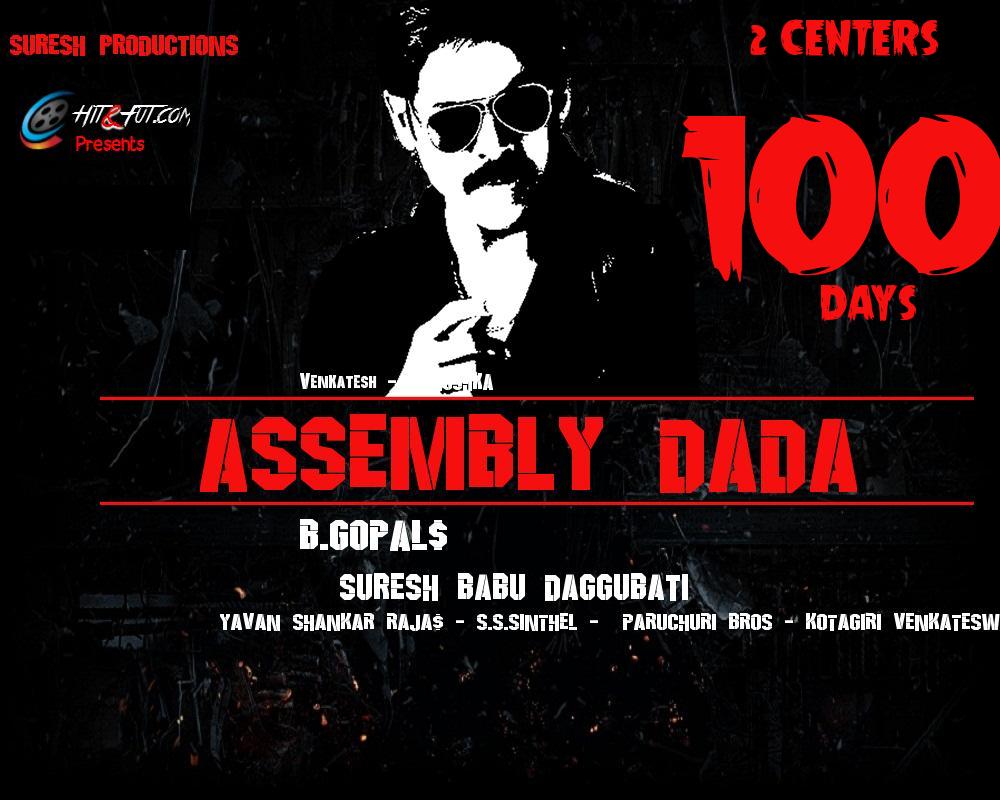 SURESH PRODUCTIONS
2 CENTERS
HIT&FUT.COM
Presents
100
DAYS
VENKATESH -
ASSEMBLY DADA
B.GOPAL$
SURESH BABU DAGGUBATI
YAVAN SHANKAR RAJA$ - S.S.SINTHEL - PARUCHURI BROS - KOTAGIRI VENKATESW